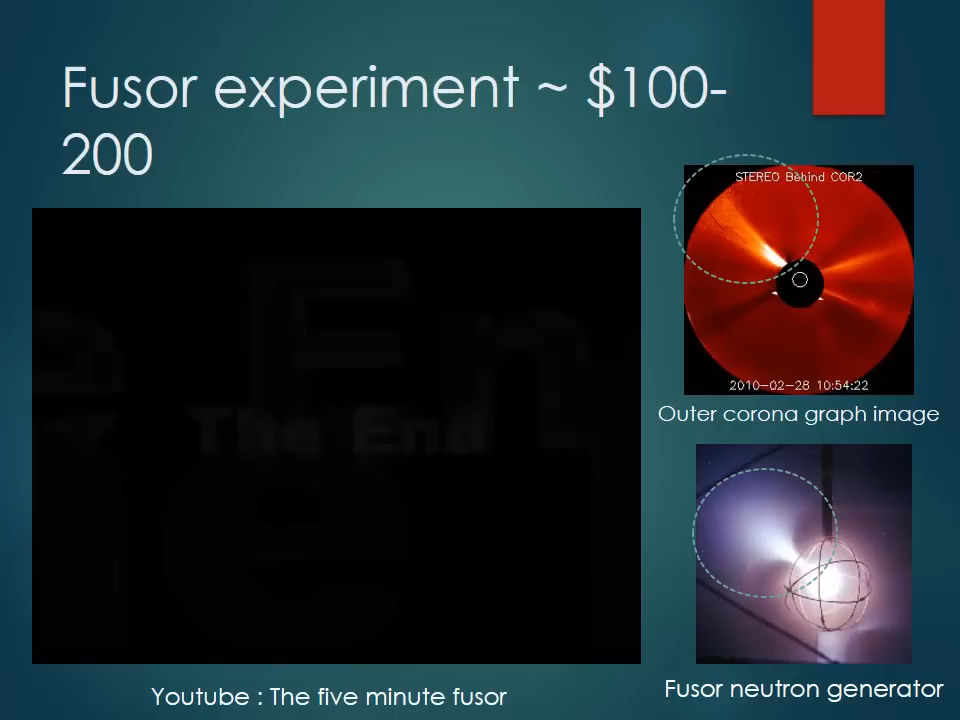 Fusor experiment ~ $100-
200
STEREO Behind COR2
2010-02-28 10:54:22
Outer corona graph image
The End
Youtube : The five minute fusor
Fusor neutron generator